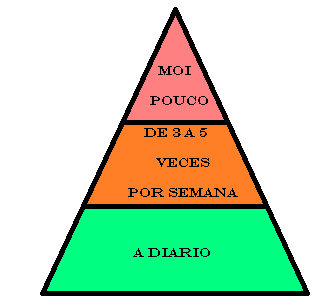 MOI
POUCO
DE 3 A 5
VECES
POR SEMANA
A DIARIO